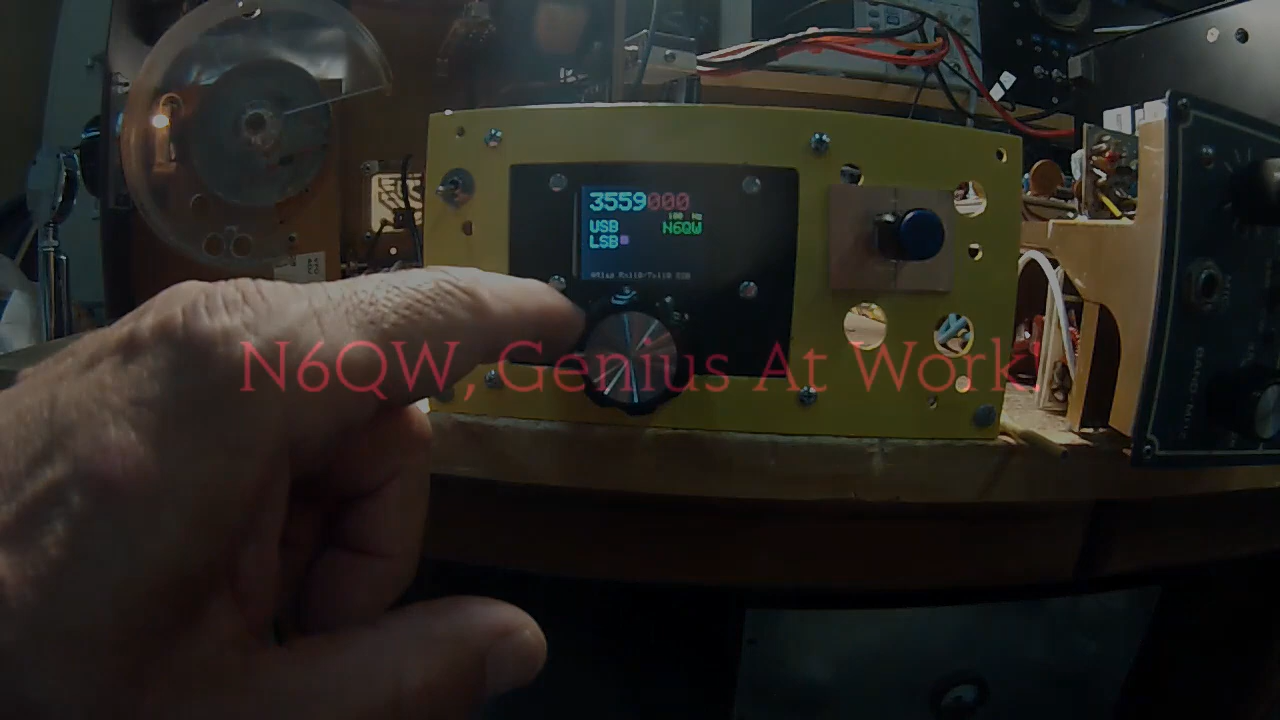 3559000
100 Hz
USB
N6QW
LSB
N6QW, Genius At Work.